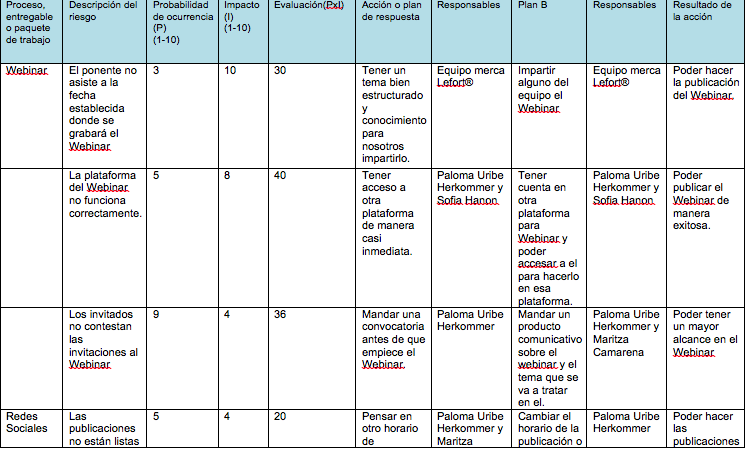 Proceso, entregable o paquete de trabajo
Descripción del riesgo
Probabilidad de ocurrencia (P) (1-10)
Impacto (I) (1-10)
Evaluación(PxI)
Acción o plan de respuesta
Responsables
Plan B
Responsables
Resultado de la acción
Webinar
El ponente no asiste a la fecha establecida donde se grabará el Webinar
3
10
30
Tener un tema bien estructurado y conocimiento para nosotros impartirlo.
Equipo merca Lefort®
Impartir alguno del equipo el Webinar
Equipo merca Lefort®
Poder hacer la publicación del Webinar.
La plataforma del Webinar no funciona correctamente.
5
8
40
Tener acceso a otra plataforma de manera casi inmediata.
Paloma Uribe Herkommer y Sofia Hanon
Tener cuenta en otra plataforma para Webinar y poder accesar a el para hacerlo en esa plataforma.
Paloma Uribe Herkommer y Sofia Hanon
Poder publicar el Webinar de manera exitosa.
Los invitados no contestan las invitaciones al Webinar
9
4
36
Mandar una convocatoria antes de que empiece el Webinar.
Paloma Uribe Herkommer
Mandar un producto comunicativo sobre el webinar y el tema que se va a tratar en el.
Paloma Uribe Herkommer y Maritza Camarena
Poder tener un mayor alcance en el Webinar
Redes Sociales
Las publicaciones no están listas
5
4
20
Pensar en otro horario de
Paloma Uribe Herkommer y Maritza
Cambiar el horario de la publicación o
Paloma Uribe Herkommer
Poder hacer las publicaciones